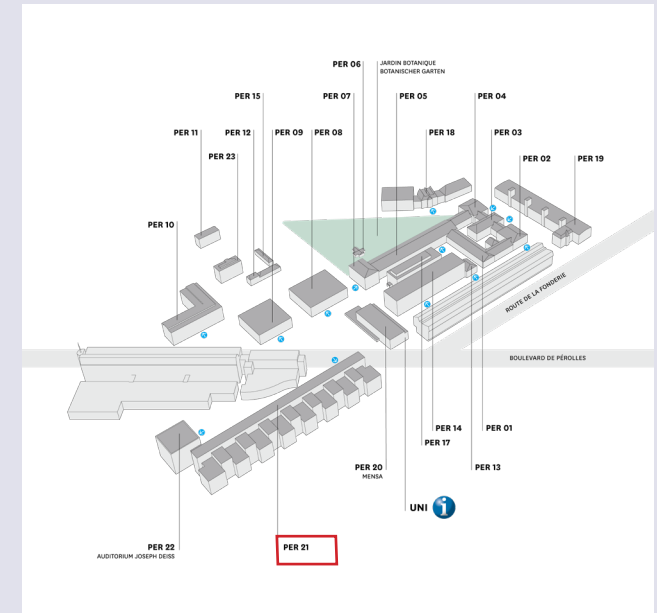 PER 06
JARDIN BOTANIQUE
BOTANISCHER GARTEN
PER 15
PER 07
PER 05
PER 04
PER 11
PER 12
PER 09
PER 08
PER 18
PER 03
PER 23
PER 02
PER 19
PER 10
ROUTE DE LA FONDERIE
BOULEVARD DE PÉROLLES
PER 14
PER 01
PER 17
PER 20
MENSA
PER 13
UNI i
PER 22
AUDITORIUM JOSEPH DEISS
PER 21